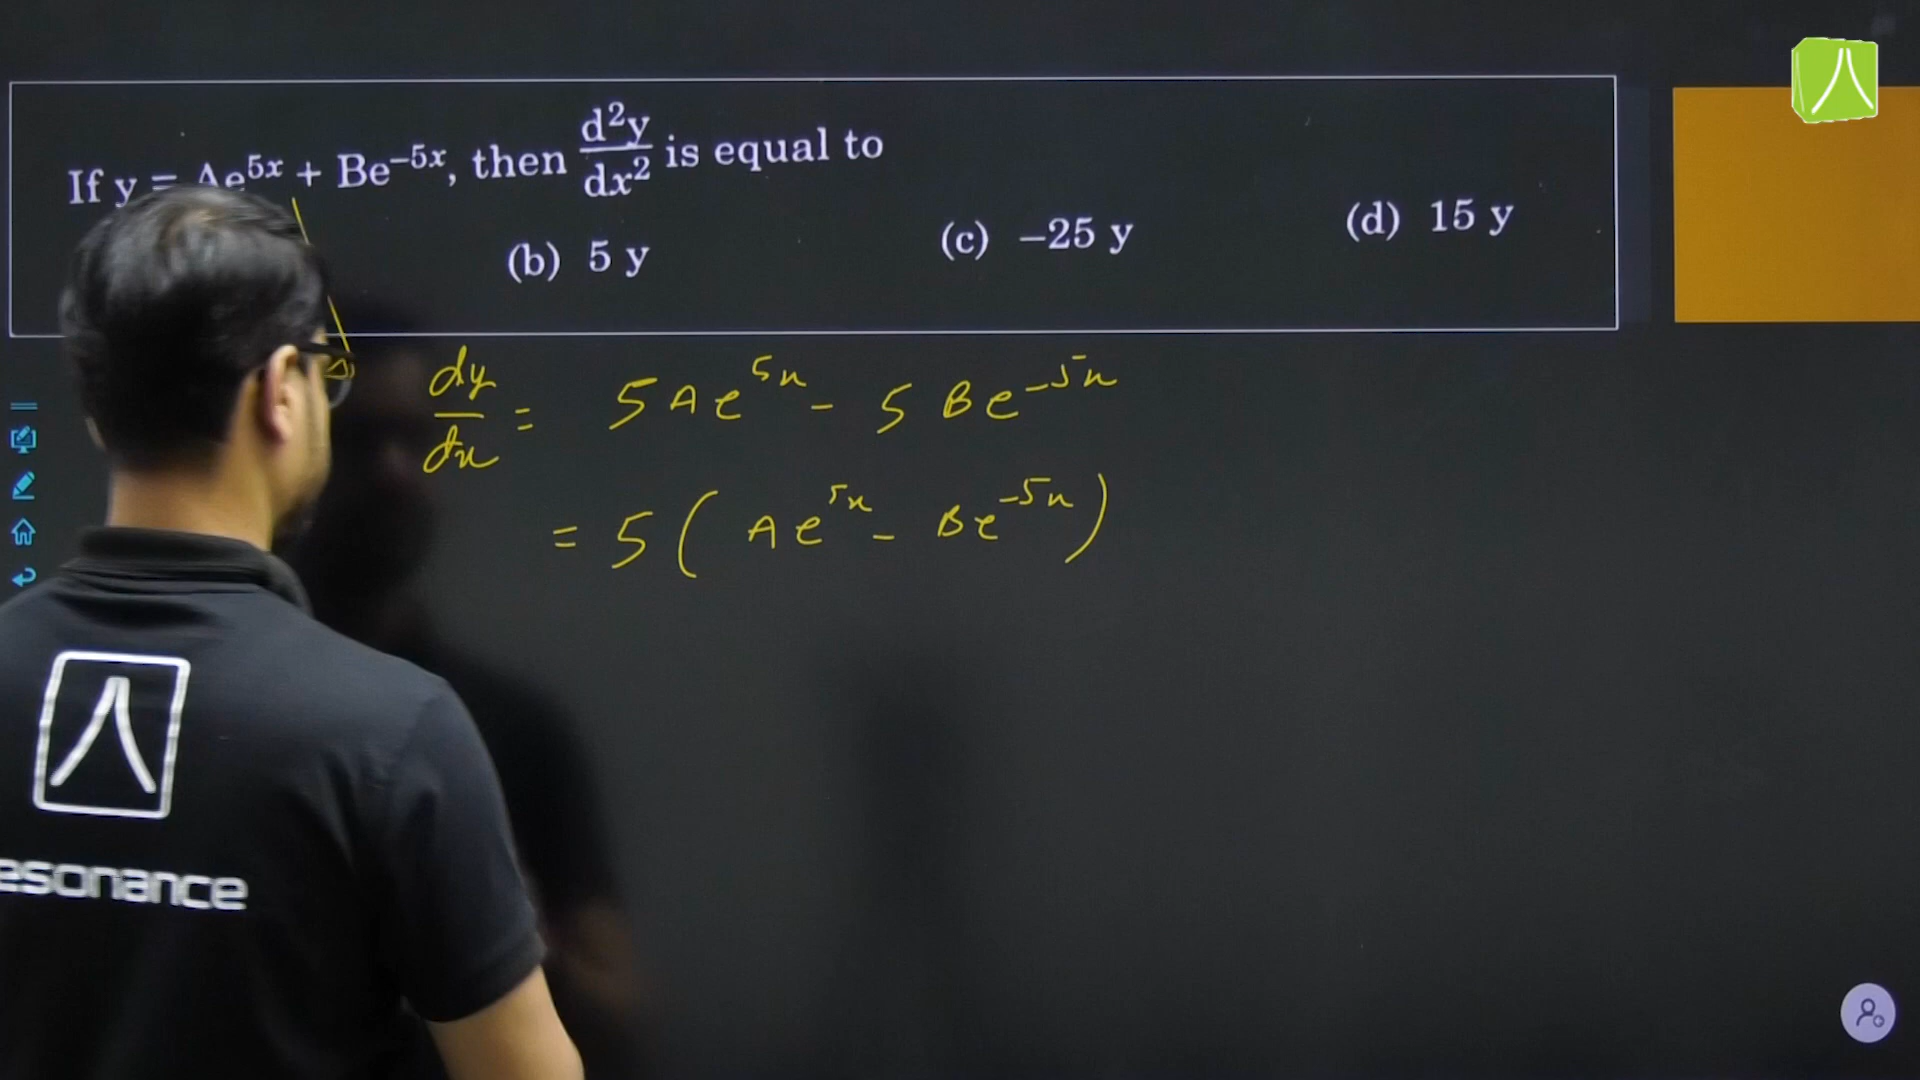 If y = Ae^5x + Be^−5x, then d²y/dx² is equal to
(b) 5 y (c) −25 y (d) 15 y
dy/dx = 5Ae^5x - 5Be^-5x
= 5(Ae^5x - Be^-5x)
esonance